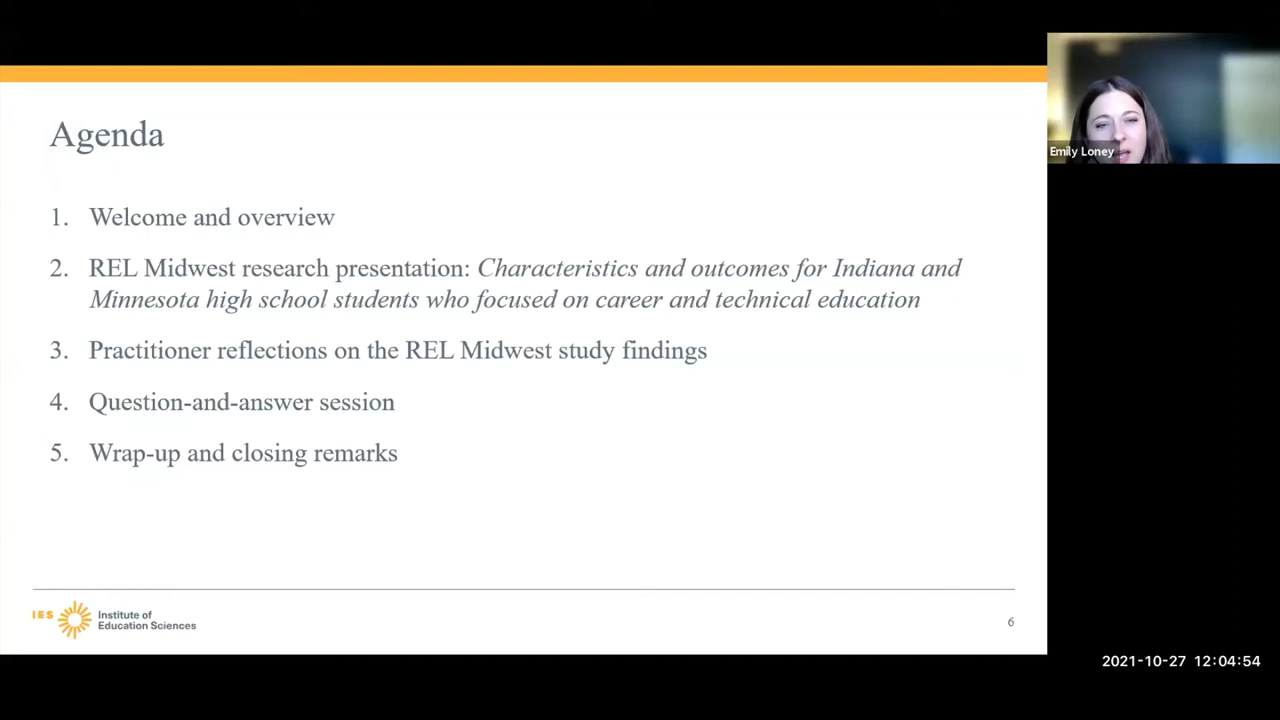 Agenda
1. Welcome and overview
2. REL Midwest research presentation: Characteristics and outcomes for Indiana and
Minnesota high school students who focused on career and technical education
3. Practitioner reflections on the REL Midwest study findings
4. Question-and-answer session
5. Wrap-up and closing remarks
IES
Institute of
Education Sciences
6
Emily Loney
2021-10-27 12:04:54